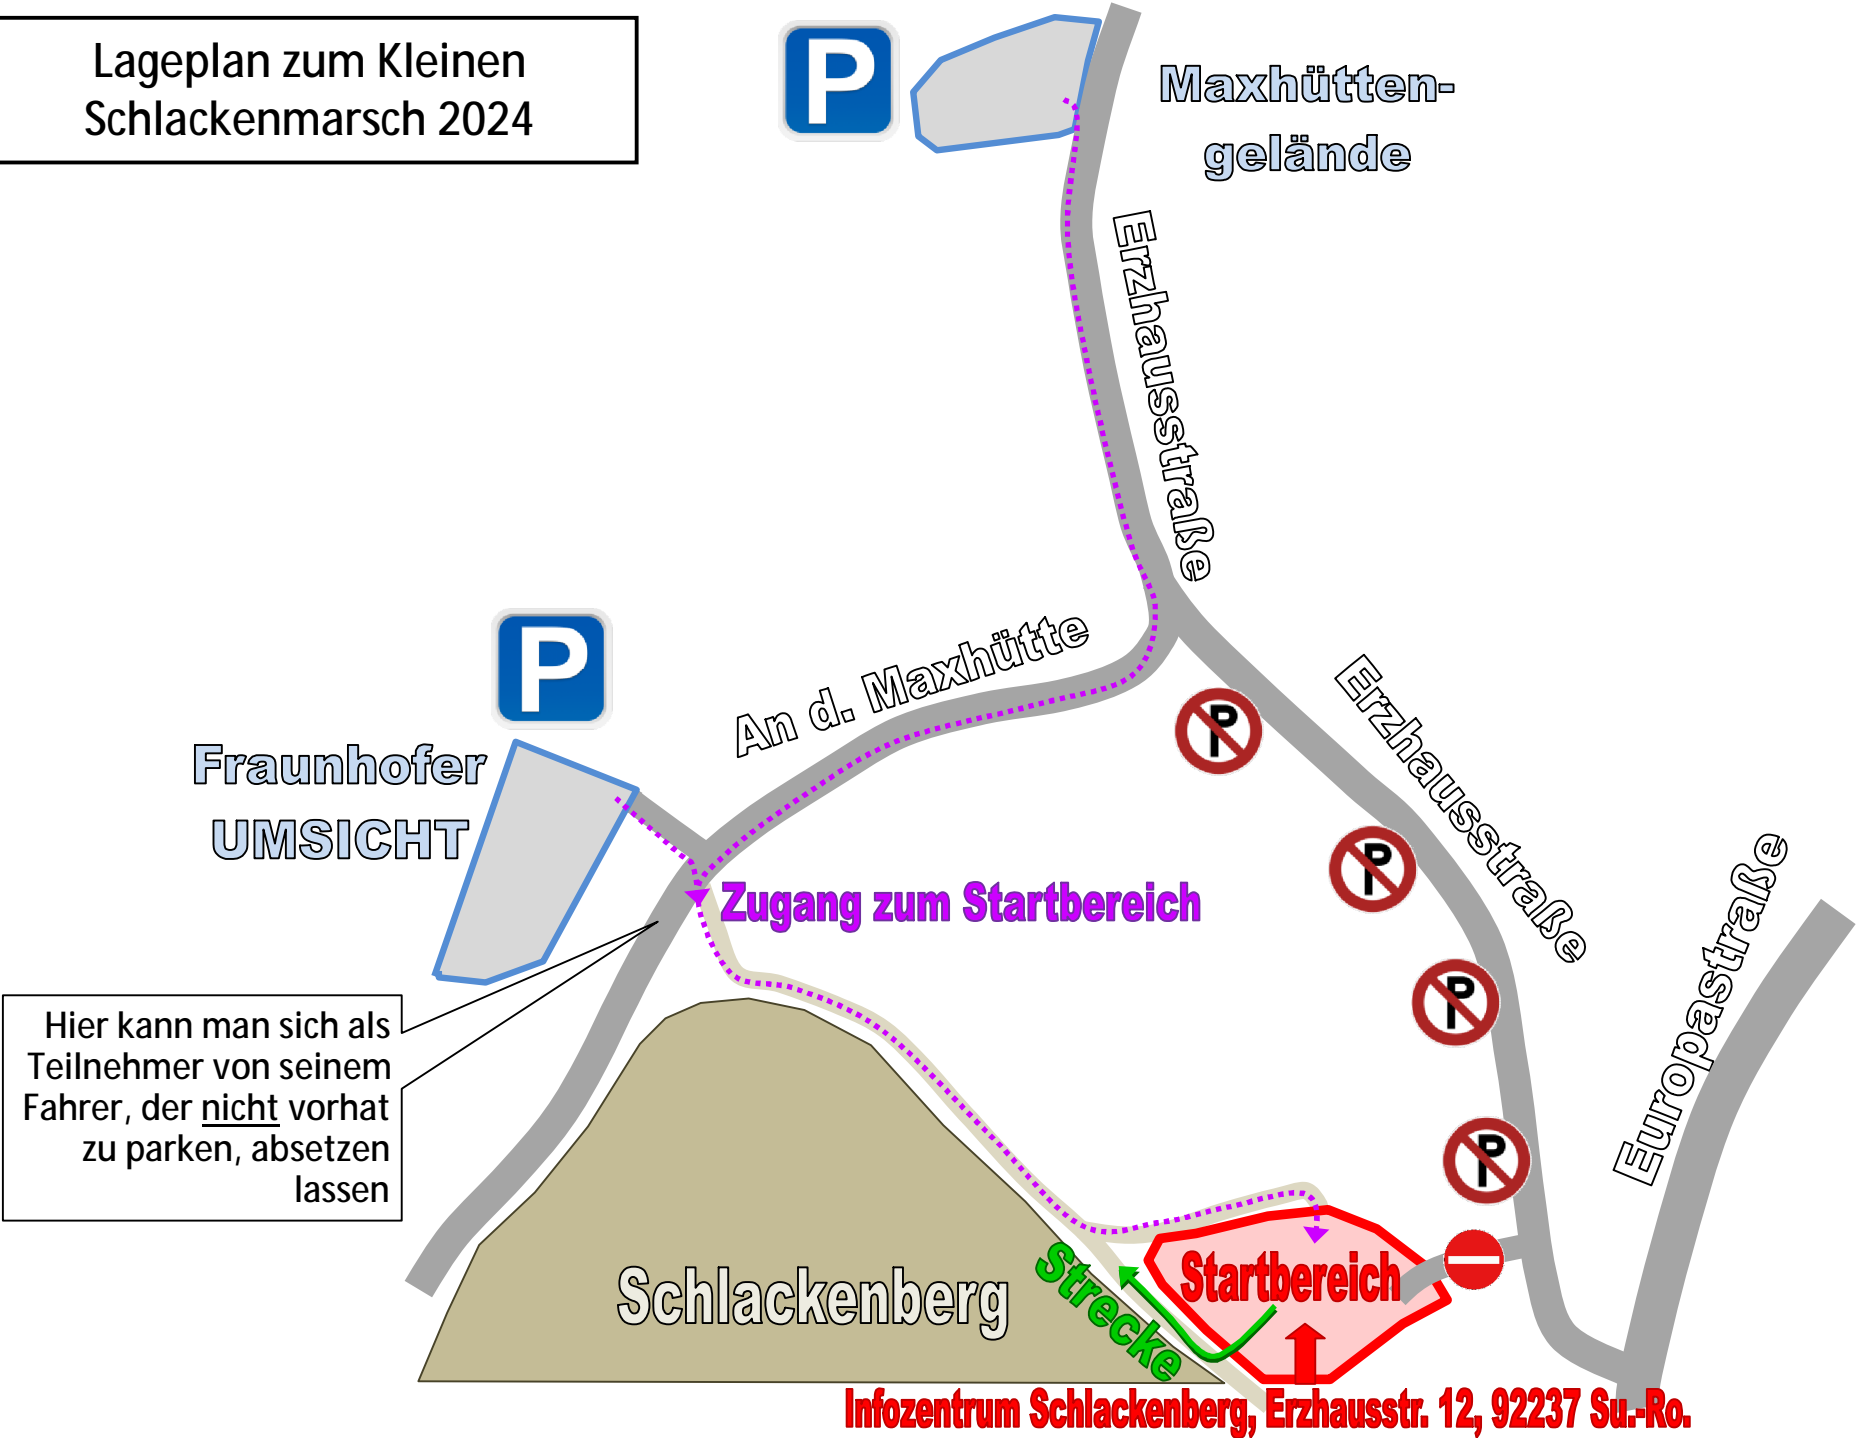 Lageplan zum Kleinen
Schlackenmarsch 2024
P
Maxhütten-
gelände
Erzhausstraße
P
An d. Maxhütte
Fraunhofer
UMSICHT
P
Erzhausstraße
P
Zugang zum Startbereich
Europastraße
P
Hier kann man sich als
Teilnehmer von seinem
Fahrer, der nicht vorhat
zu parken, absetzen
lassen
P
Schlackenberg
Strecke
Startbereich
Infozentrum Schlackenberg, Erzhausstr. 12, 92237 Su.-Ro.